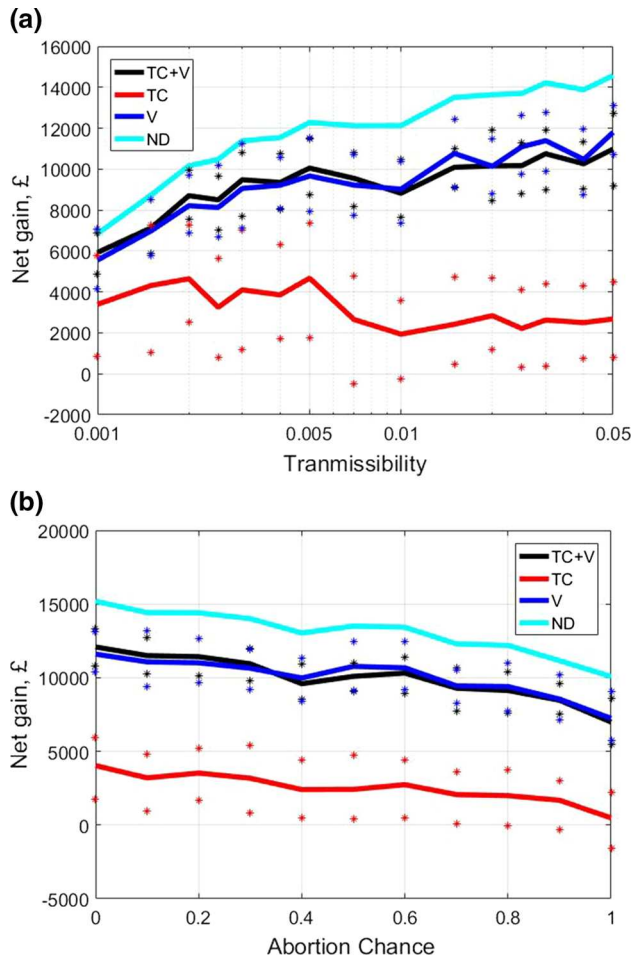 (a)
16000
14000
12000
10000
8000
6000
4000
2000
0
-2000
Net gain, £
TC+V
TC
V
ND
0.001
0.005
0.01
0.05
Tranmissibility
(b)
20000
15000
10000
5000
0
-5000
Net gain, £
TC+V
TC
V
ND
0
0.2
0.4
0.6
0.8
1
Abortion Chance